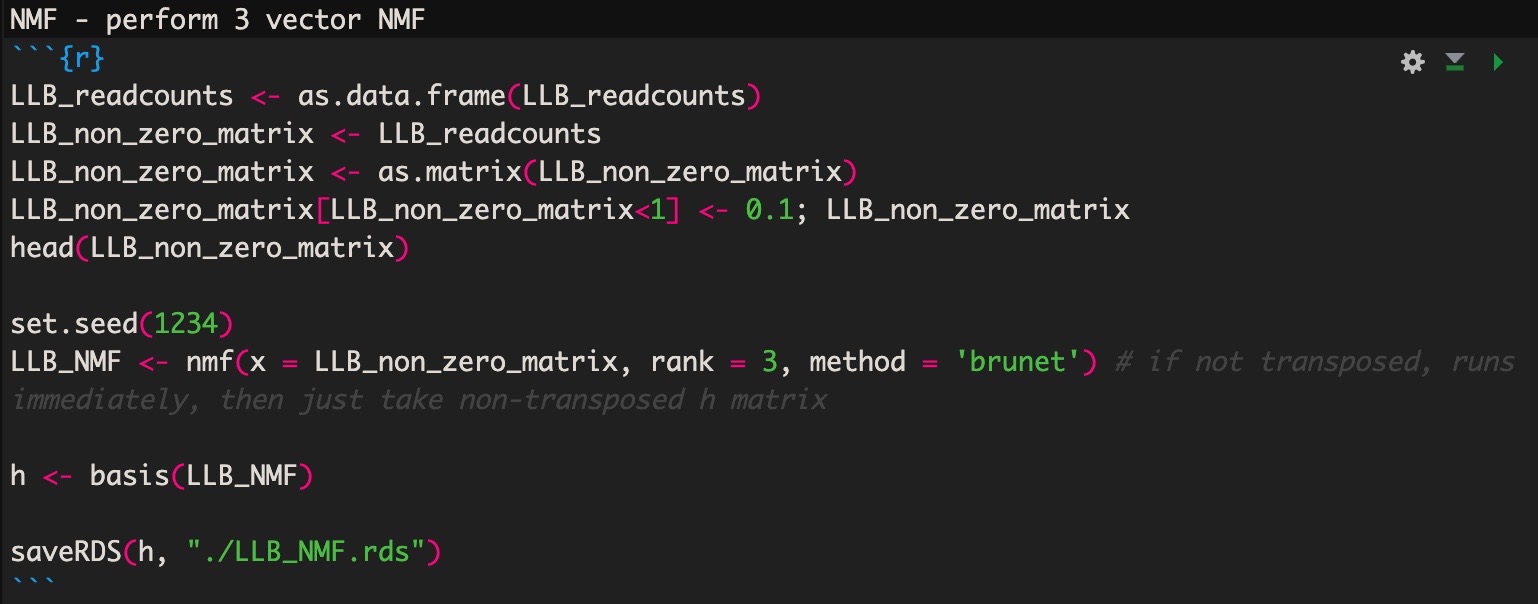 NMF - perform 3 vector NMF
```{r}
LLB_readcounts <- as.data.frame(LLB_readcounts)
LLB_non_zero_matrix <- LLB_readcounts
LLB_non_zero_matrix <- as.matrix(LLB_non_zero_matrix)
LLB_non_zero_matrix[LLB_non_zero_matrix<1] <- 0.1; LLB_non_zero_matrix
head(LLB_non_zero_matrix)
set.seed(1234)
LLB_NMF <- nmf(x = LLB_non_zero_matrix, rank = 3, method = 'brunet') # if not transposed, runs
immediately, then just take non-transposed h matrix
h <- basis(LLB_NMF)
saveRDS(h, "./LLB_NMF.rds")
```